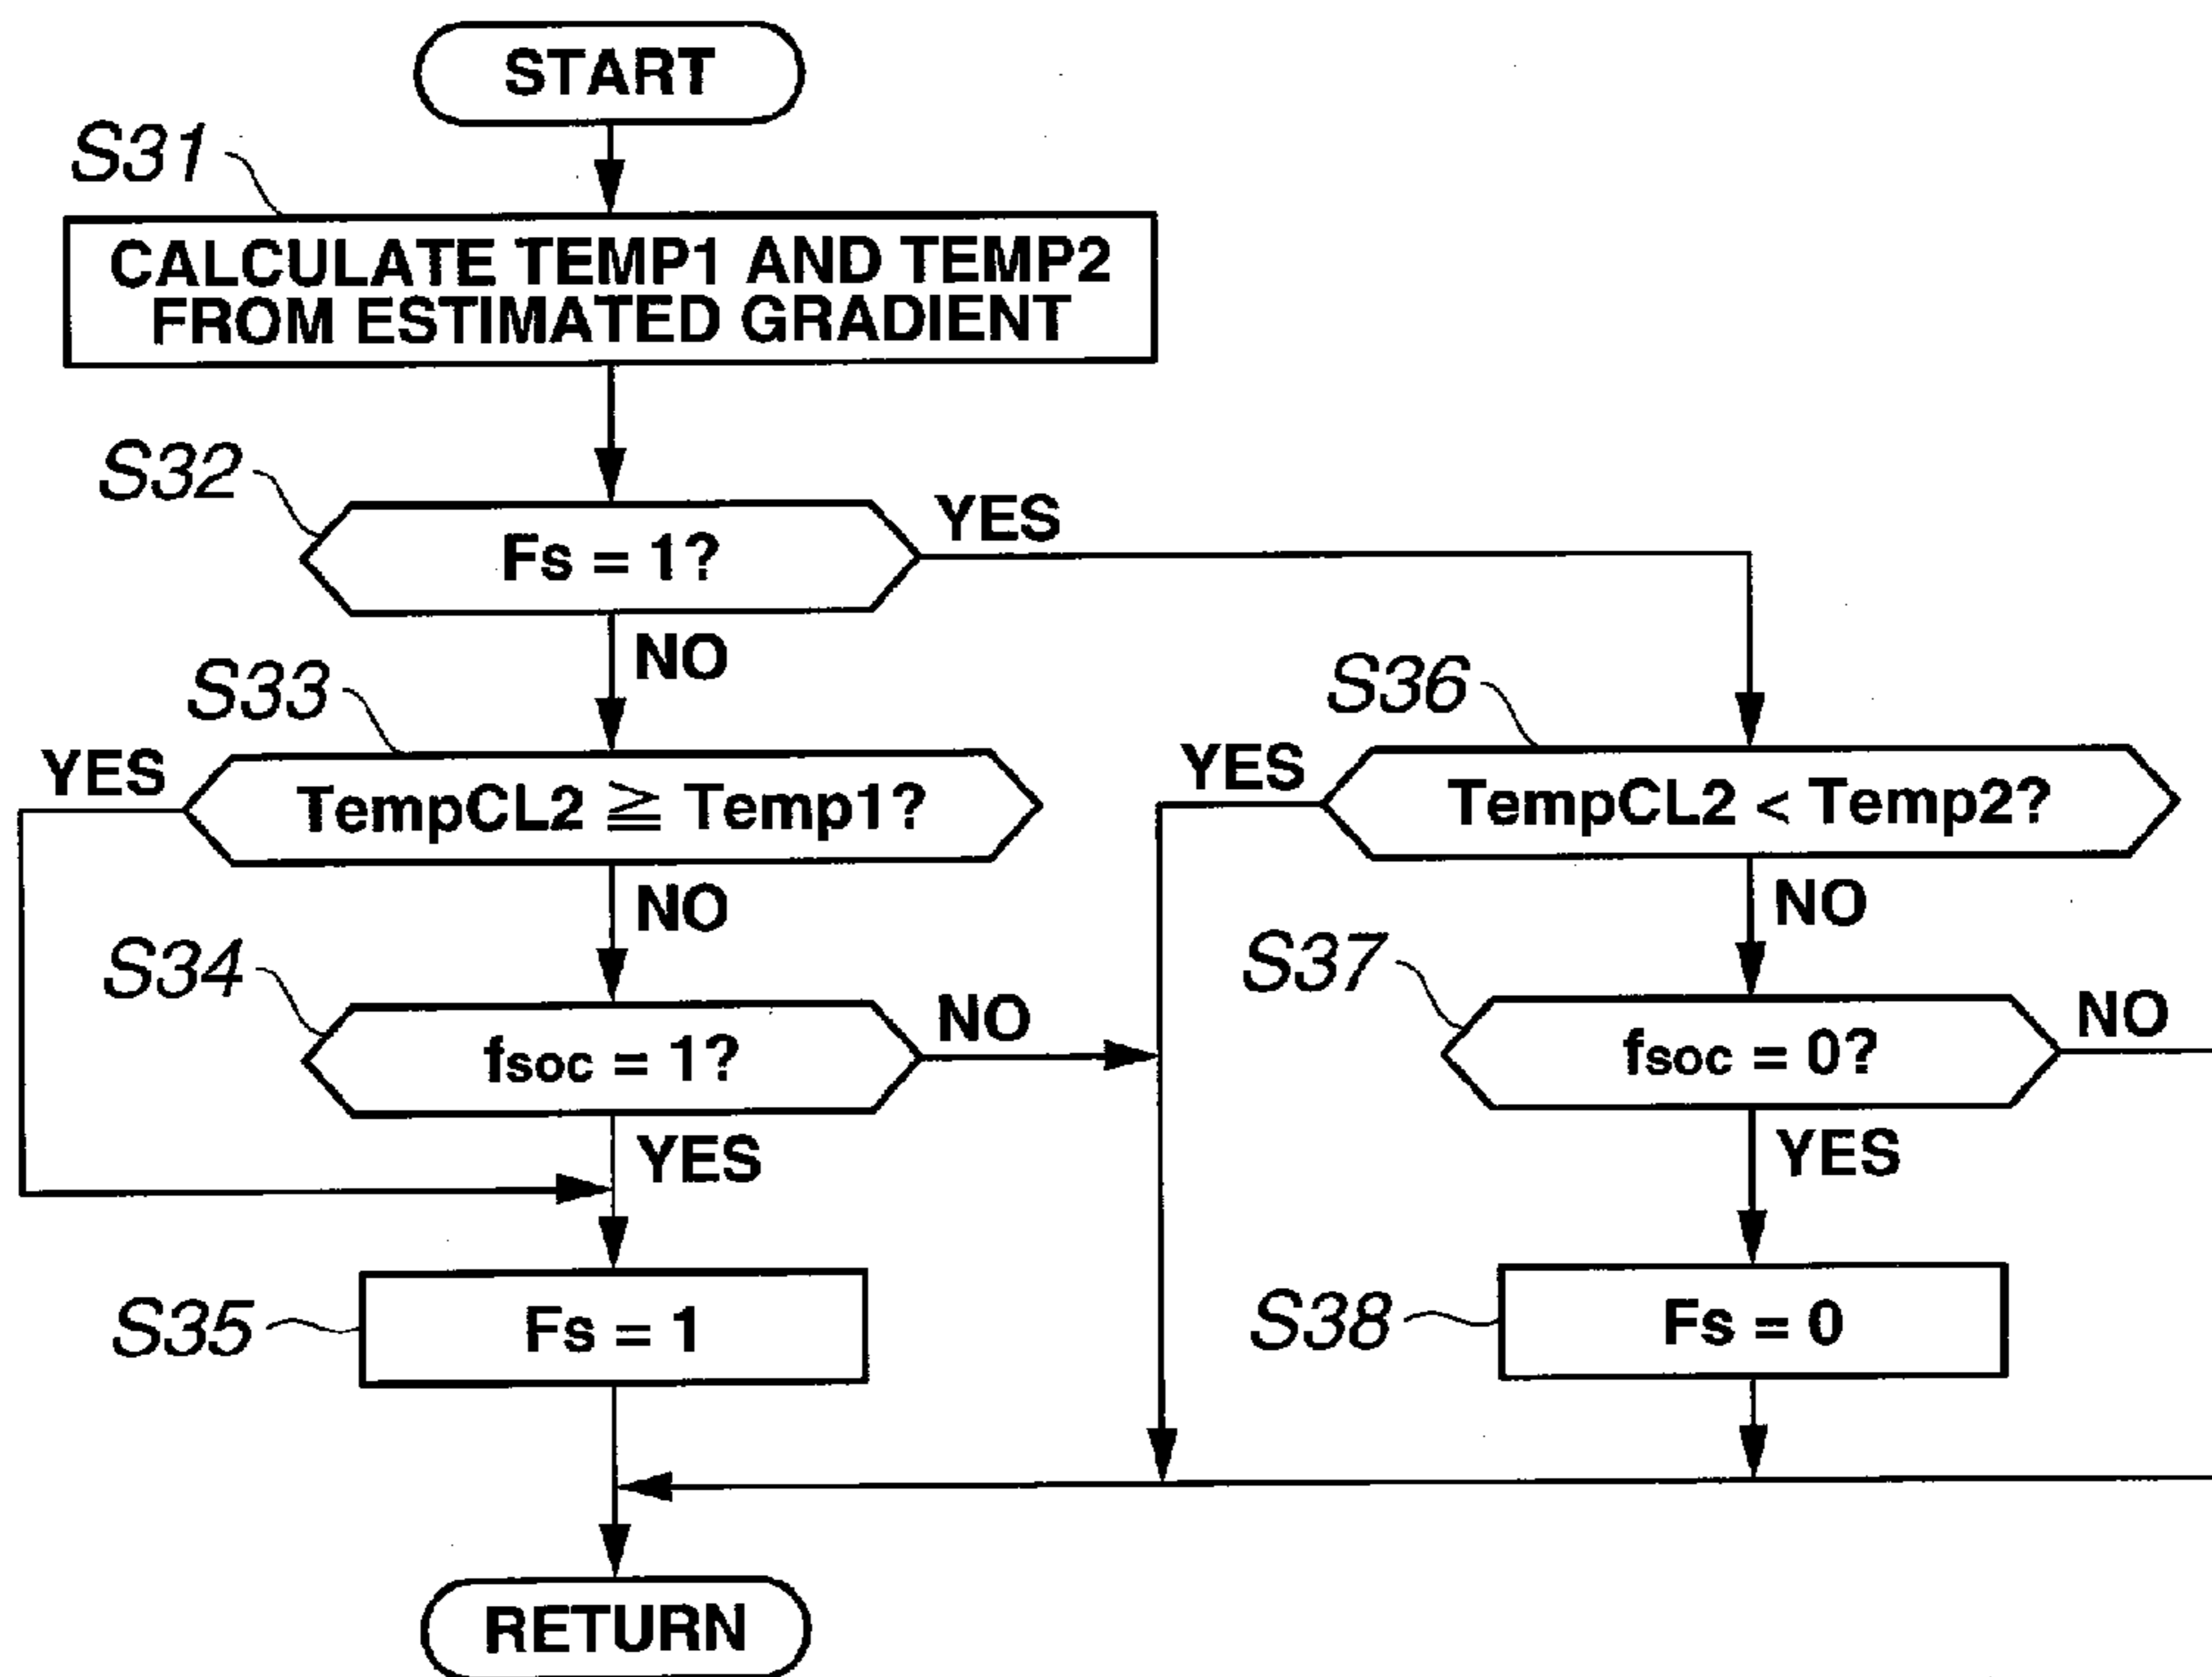 START
S31
CALCULATE TEMP1 AND TEMP2
FROM ESTIMATED GRADIENT
S32
Fs = 1?
YES
NO
S33
YES
TempCL2 ≧ Temp1?
NO
S34
fsoc = 1?
NO
YES
S35
Fs = 1
S36
YES
TempCL2 < Temp2?
NO
S37
fsoc = 0?
NO
YES
S38
Fs = 0
RETURN